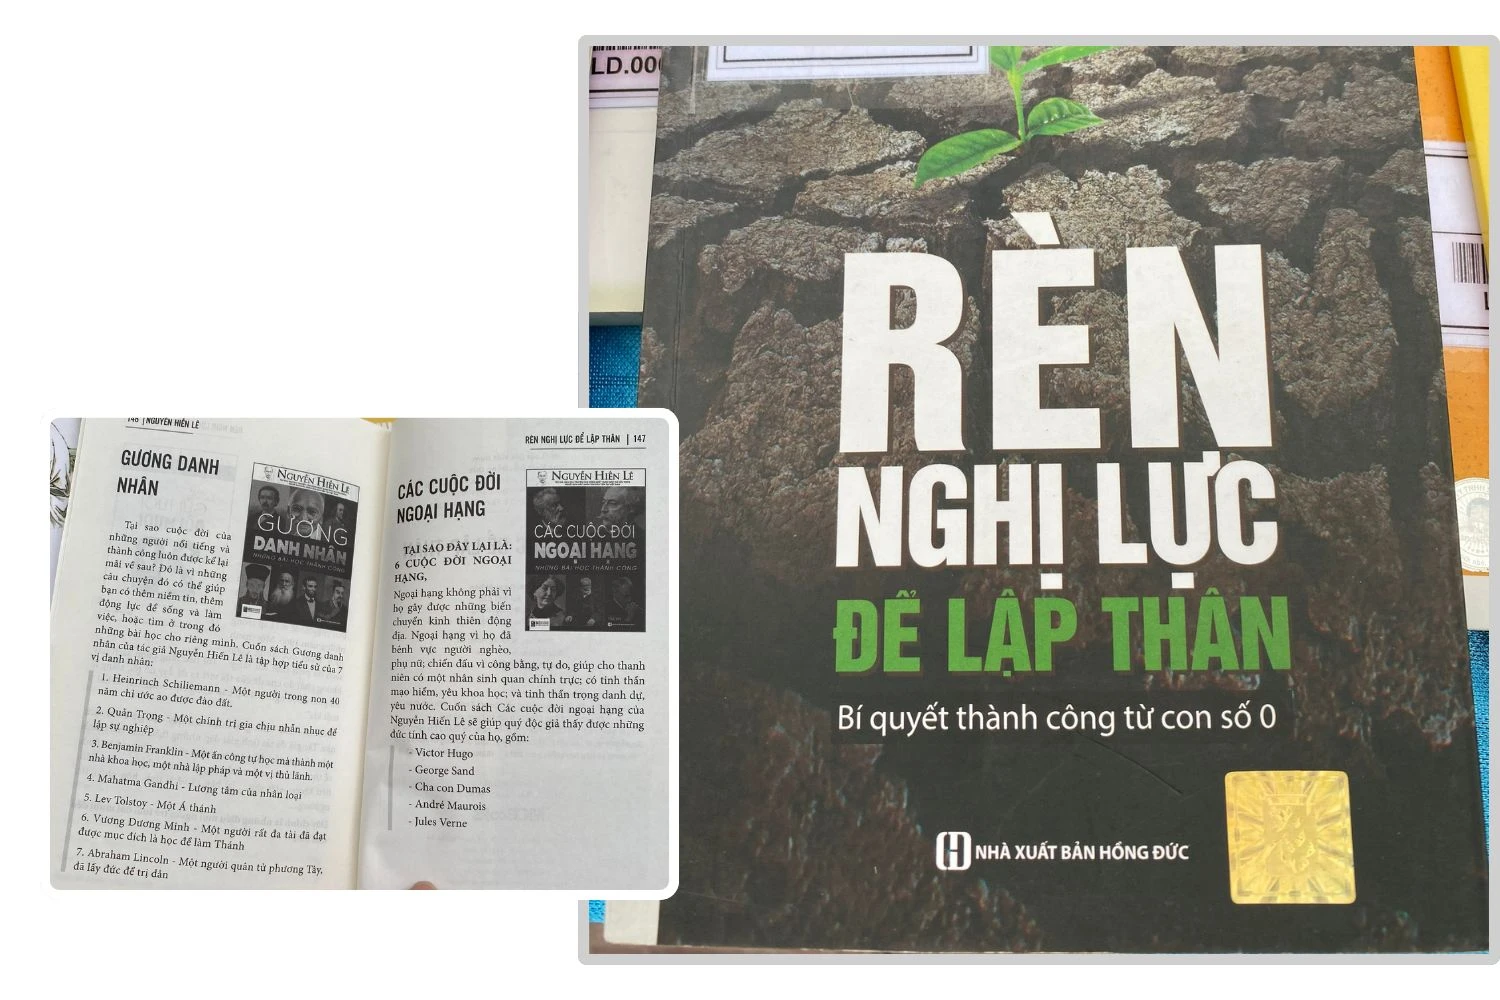 146 | NGUYỄN HIẾN LÊ
GƯƠNG DANH
NHÂN
NGUYỄN HIẾN LÊ
GƯƠNG
DANH NHÂN
NHỮNG BÀI HỌC THÀNH CÔNG
Tại sao cuộc đời của
những người nổi tiếng và
thành công luôn được kể lại
mãi về sau? Đó là vì những
câu chuyện đó có thể giúp
bạn có thêm niềm tin, thêm
động lực để sống và làm
việc, hoặc tìm ở trong đó
những bài học cho riêng mình. Cuốn sách Gương danh
nhân của tác giả Nguyễn Hiến Lê là tập hợp tiểu sử của 7
vị danh nhân:
1. Heinrinch Schiliemann - Một người trong non 40
năm chỉ ước ao được đào đất.
2. Quản Trọng - Một chính trị gia chịu nhẫn nhục để
lập sự nghiệp
3. Benjamin Franklin - Một ấn công tự học mà thành một
nhà khoa học, một nhà lập pháp và một vị thủ lãnh.
4. Mahatma Gandhi - Lương tâm của nhân loại
5. Lev Tolstoy - Một Á thánh
6. Vương Dương Minh - Một người rất đa tài đã đạt
được mục đích là học để làm Thánh
7. Abraham Lincoln - Một người quân tử phương Tây,
đã lấy đức để trị dân
RÈN NGHỊ LỰC ĐỂ LẬP THÂN | 147
CÁC CUỘC ĐỜI
NGOẠI HẠNG
NGUYỄN HIẾN LÊ
CÁC CUỘC ĐỜI
NGOẠI HẠNG
NHỮNG BÀI HỌC THÀNH CÔNG
TẠI SAO ĐÂY LẠI LÀ:
6 CUỘC ĐỜI NGOẠI
HẠNG,
Ngoại hạng không phải vì
họ gây được những biến
chuyển kinh thiên động
địa. Ngoại hạng vì họ đã
bênh vực người nghèo,
phụ nữ; chiến đấu vì công bằng, tự do, giúp cho thanh
niên có một nhân sinh quan chính trực; có tinh thần
mạo hiểm, yêu khoa học; và tinh thần trọng danh dự,
yêu nước. Cuốn sách Các cuộc đời ngoại hạng của
Nguyễn Hiến Lê sẽ giúp quý độc giả thấy được những
đức tính cao quý của họ, gồm:
- Victor Hugo
- George Sand
- Cha con Dumas
- André Maurois
- Jules Verne
LD.000
RÈN
NGHỊ LỰC
ĐỂ LẬP THÂN
Bí quyết thành công từ con số 0
NHÀ XUẤT BẢN HỒNG ĐỨC